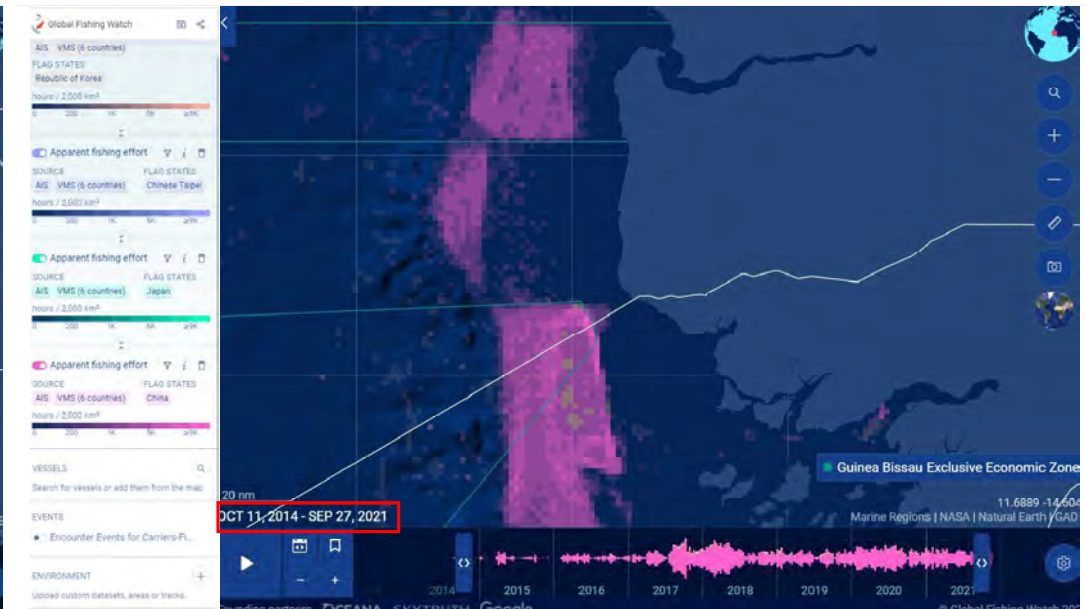 Global Fishing Watch
AIS VMS (6 countries)
FLAG STATES
Republic of Korea
hours / 2,000 km²
0 200 1K 5K ≥9K
Apparent fishing effort
SOURCE FLAG STATES
AIS VMS (6 countries) Chinese Taipei
hours / 2,000 km²
0 200 1K 5K ≥9K
Apparent fishing effort
SOURCE FLAG STATES
AIS VMS (6 countries) Japan
hours / 2,000 km²
0 200 1K 5K ≥9K
Apparent fishing effort
SOURCE FLAG STATES
AIS VMS (6 countries) China
hours / 2,000 km²
0 200 1K 5K ≥9K
VESSELS
Search for vessels or add them from the map
EVENTS
Encounter Events for Carriers-Fi...
ENVIRONMENT
Upload custom datasets, areas or tracks.
Guinea Bissau Exclusive Economic Zone
20 nm
11.6889 -14.604
OCT 11, 2014 - SEP 27, 2021
Marine Regions | NASA | Natural Earth | GAD
2014 2015 2016 2017 2018 2019 2020 2021
Founding partners OCEANA SKYTRUTH Google
© Global Fishing Watch 20